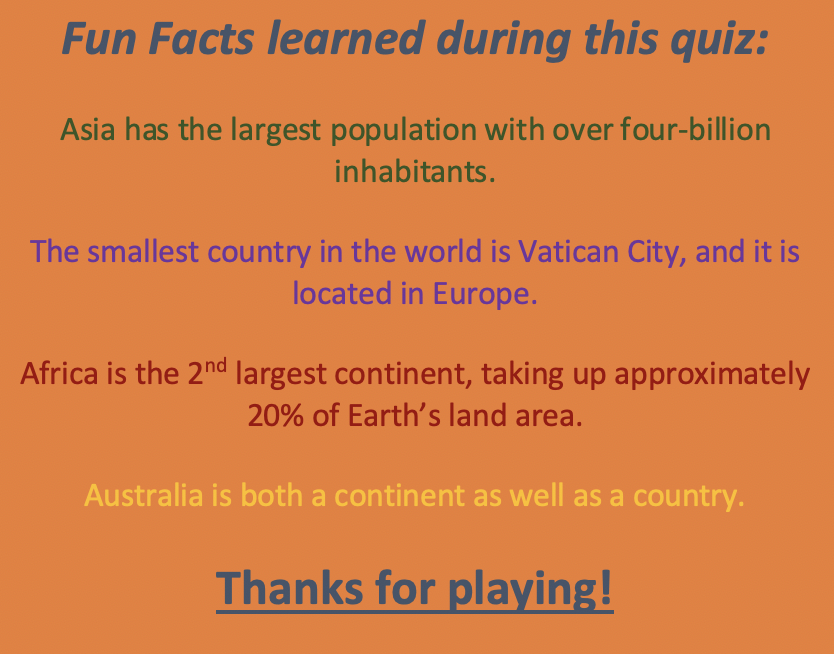 Fun Facts learned during this quiz:
Asia has the largest population with over four-billion
inhabitants.
The smallest country in the world is Vatican City, and it is
located in Europe.
Africa is the 2nd largest continent, taking up approximately
20% of Earth’s land area.
Australia is both a continent as well as a country.
Thanks for playing!